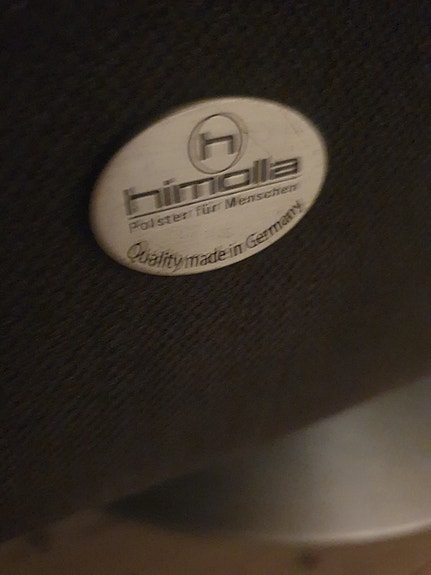 h
himolla
Polster für Menschen
Quality made in Germany